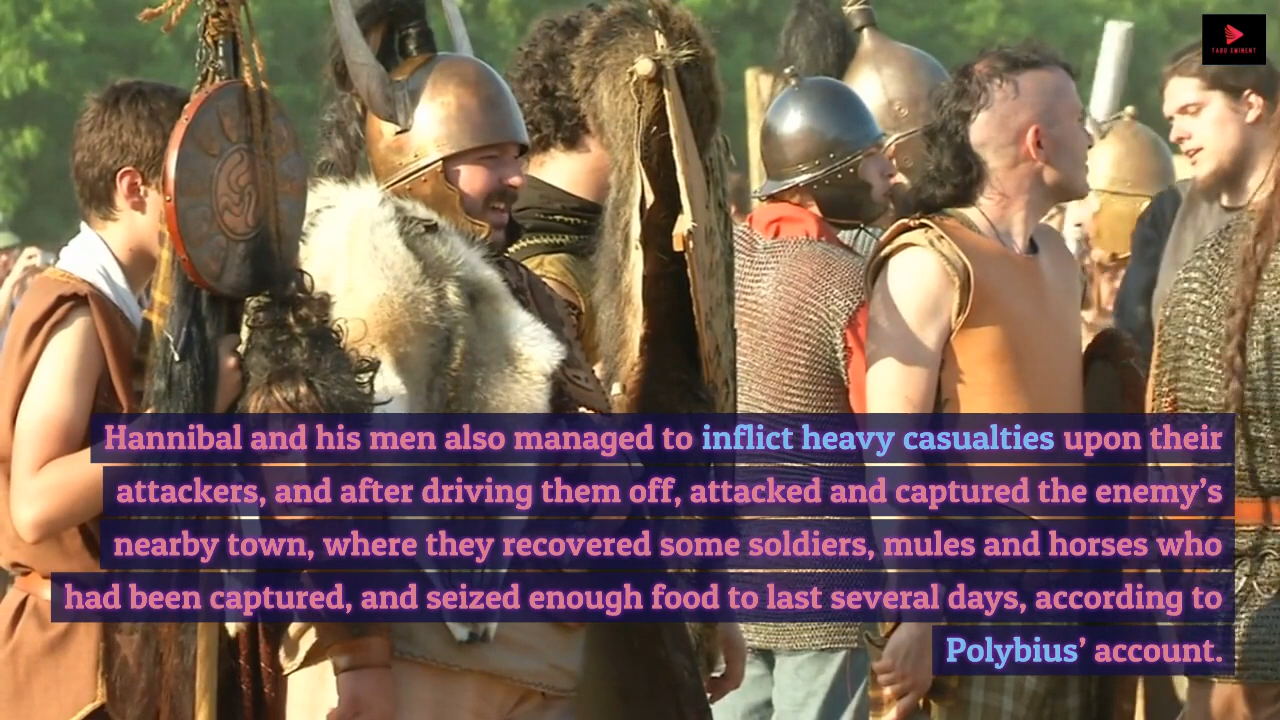 TABO EMINENT
Hannibal and his men also managed to inflict heavy casualties upon their
attackers, and after driving them off, attacked and captured the enemy’s
nearby town, where they recovered some soldiers, mules and horses who
had been captured, and seized enough food to last several days, according to
Polybius’ account.